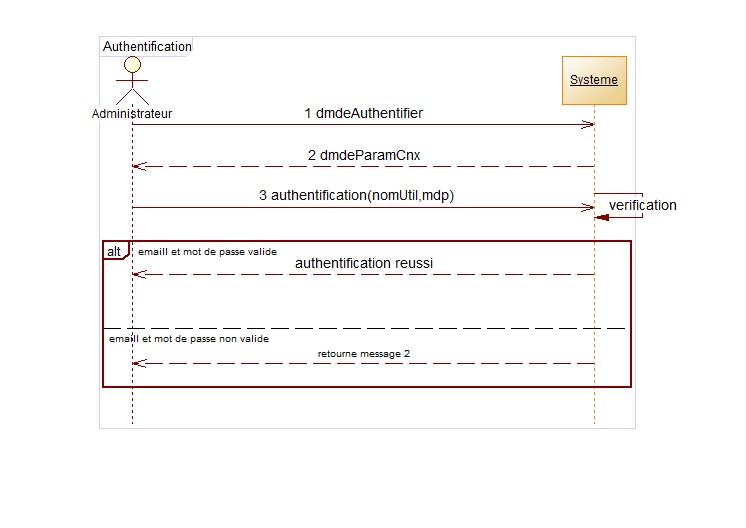 Authentification
Systeme
Administrateur
1 dmdeAuthentifier
2 dmdeParamCnx
3 authentification(nomUtil,mdp)
verification
alt
emaill et mot de passe valide
authentification reussi
emaill et mot de passe non valide
retourne message 2